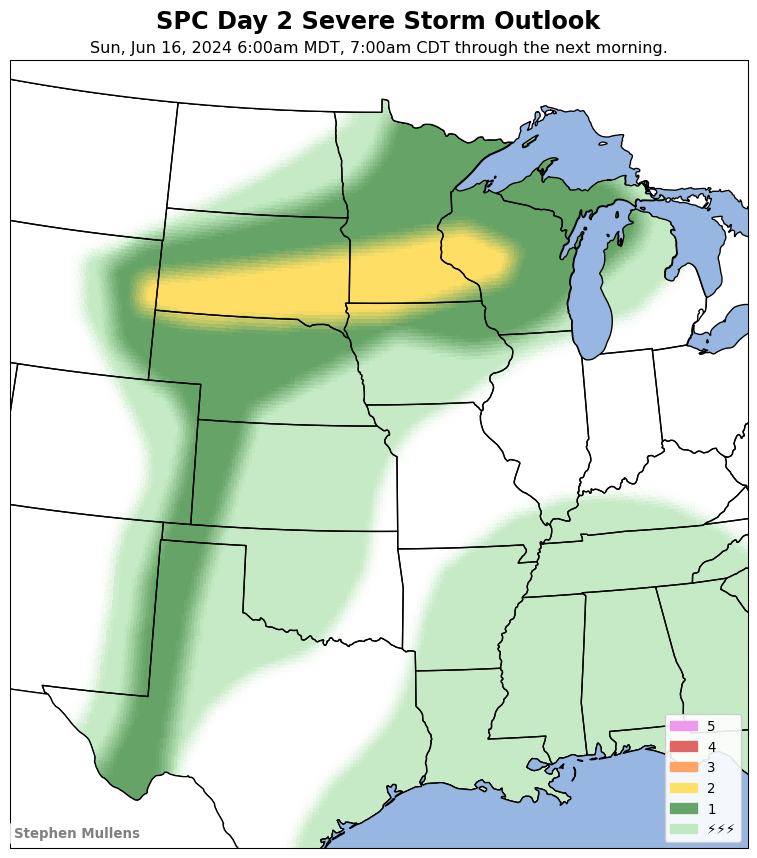 SPC Day 2 Severe Storm Outlook
Sun, Jun 16, 2024 6:00am MDT, 7:00am CDT through the next morning.
5
4
3
2
1
⚡⚡⚡
Stephen Mullens